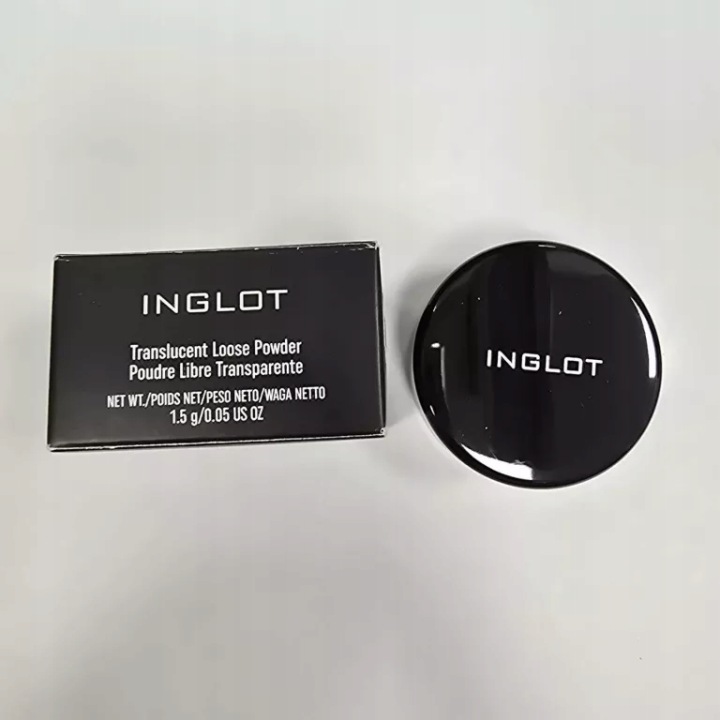 INGLOT
Translucent Loose Powder
Poudre Libre Transparente
NET WT./POIDS NET/PESO NETO/WAGA NETTO
1.5 g/0.05 US OZ
INGLOT